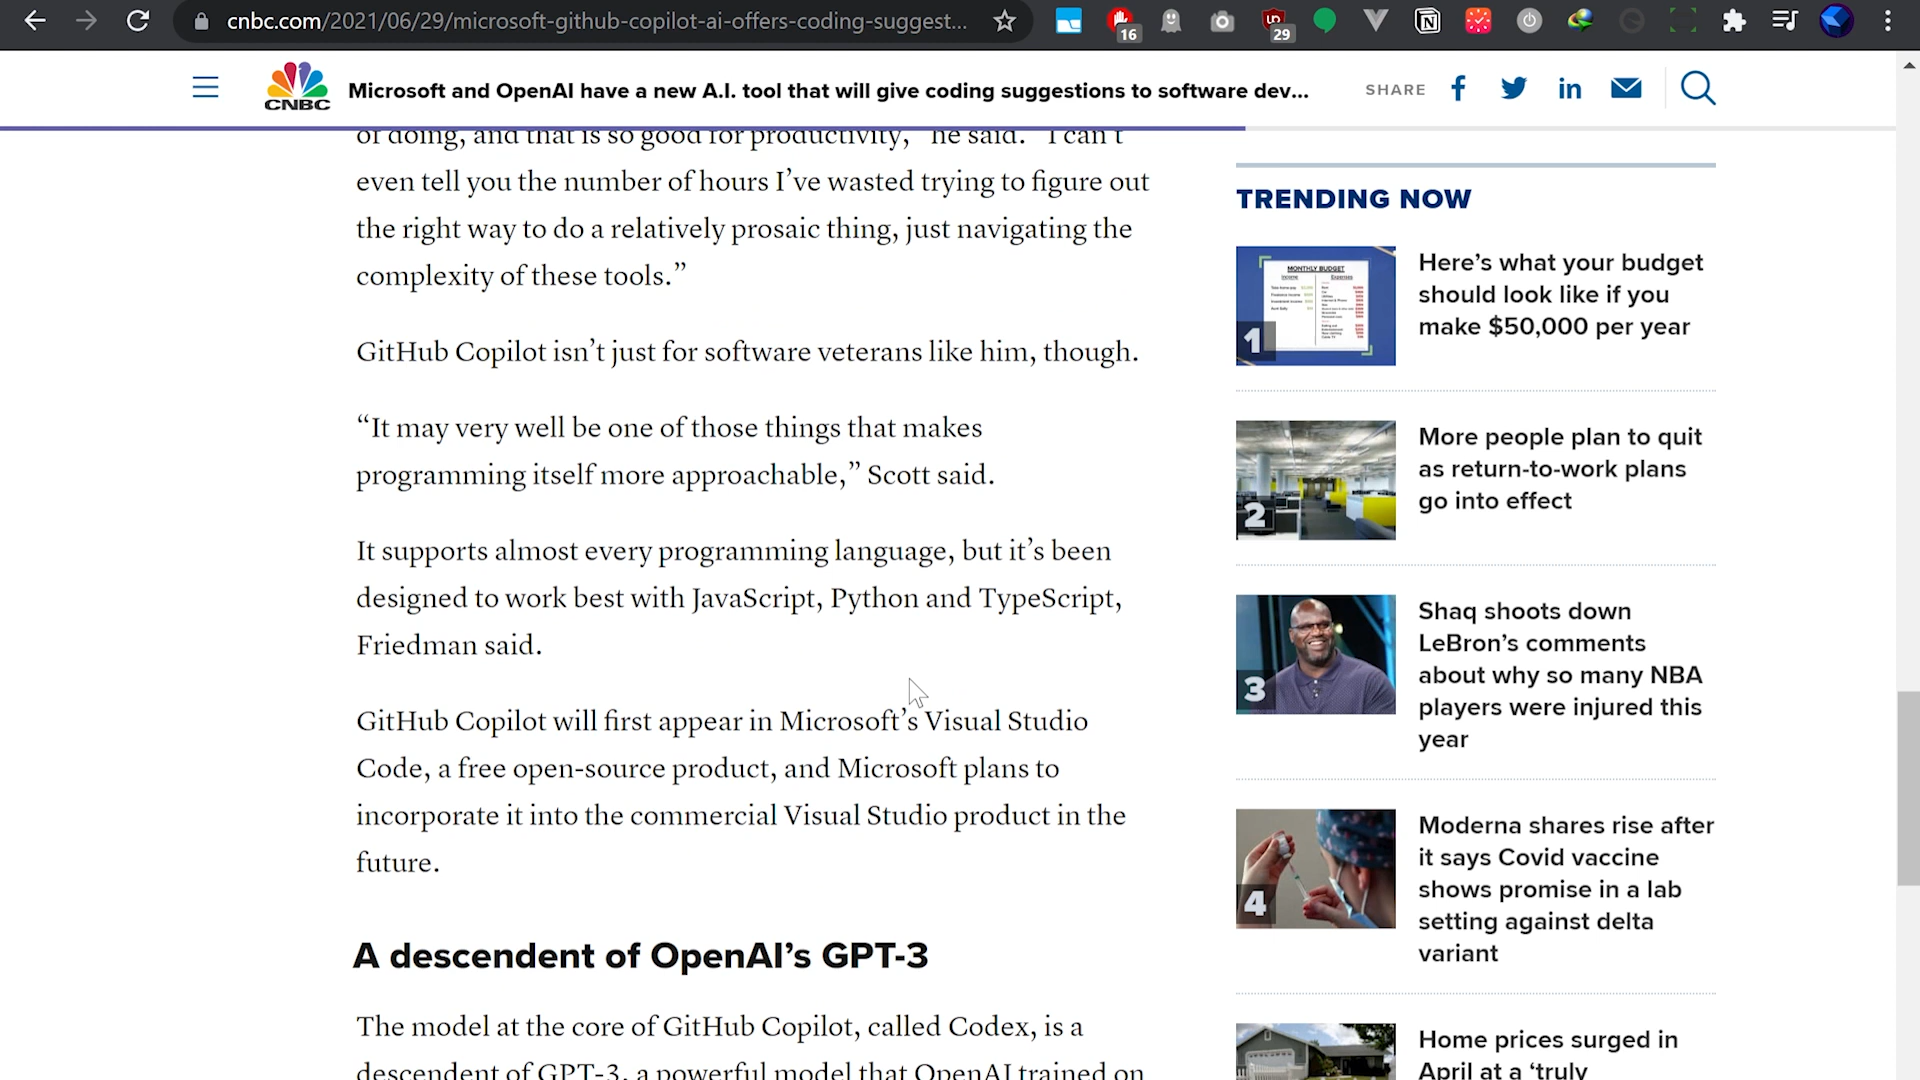 cnbc.com/2021/06/29/microsoft-github-copilot-ai-offers-coding-suggest...
16
29
CNBC
Microsoft and OpenAI have a new A.I. tool that will give coding suggestions to software dev...
SHARE
of doing, and that is so good for productivity,” he said. “I can’t
even tell you the number of hours I’ve wasted trying to figure out
the right way to do a relatively prosaic thing, just navigating the
complexity of these tools.”
GitHub Copilot isn’t just for software veterans like him, though.
“It may very well be one of those things that makes
programming itself more approachable,” Scott said.
It supports almost every programming language, but it’s been
designed to work best with JavaScript, Python and TypeScript,
Friedman said.
GitHub Copilot will first appear in Microsoft’s Visual Studio
Code, a free open-source product, and Microsoft plans to
incorporate it into the commercial Visual Studio product in the
future.
A descendent of OpenAI’s GPT-3
The model at the core of GitHub Copilot, called Codex, is a
descendent of GPT-3, a powerful model that OpenAI trained on
TRENDING NOW
MONTHLY BUDGET
Income
Expenses
1
Here’s what your budget
should look like if you
make $50,000 per year
2
More people plan to quit
as return-to-work plans
go into effect
3
Shaq shoots down
LeBron’s comments
about why so many NBA
players were injured this
year
4
Moderna shares rise after
it says Covid vaccine
shows promise in a lab
setting against delta
variant
Home prices surged in
April at a ‘truly